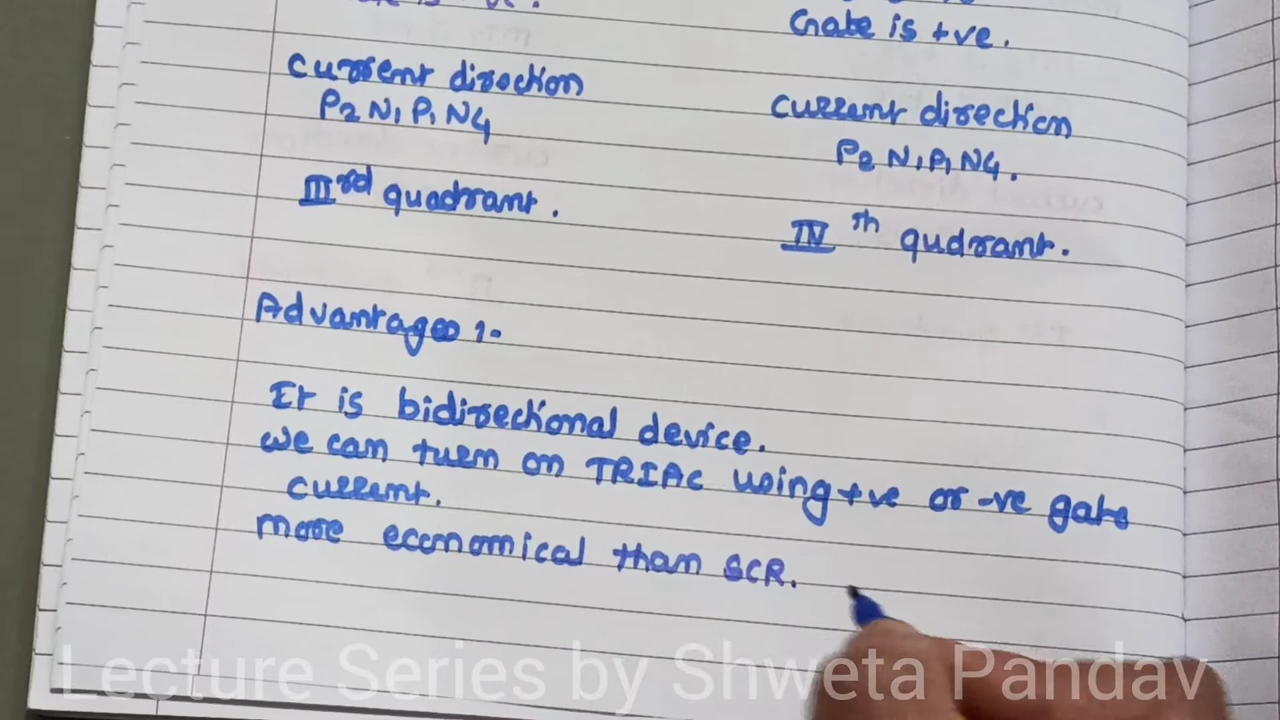 Gate is +ve.
current direction
P2 N1 P1 N4
IIIrd quadrant.
current direction
P2 N1 P1 N4.
IVth qudrant.
Advantages :-
It is bidirectional device.
we can turn on TRIAC using +ve or -ve gate
current.
more economical than SCR.
Lecture Series by Shweta Pandav